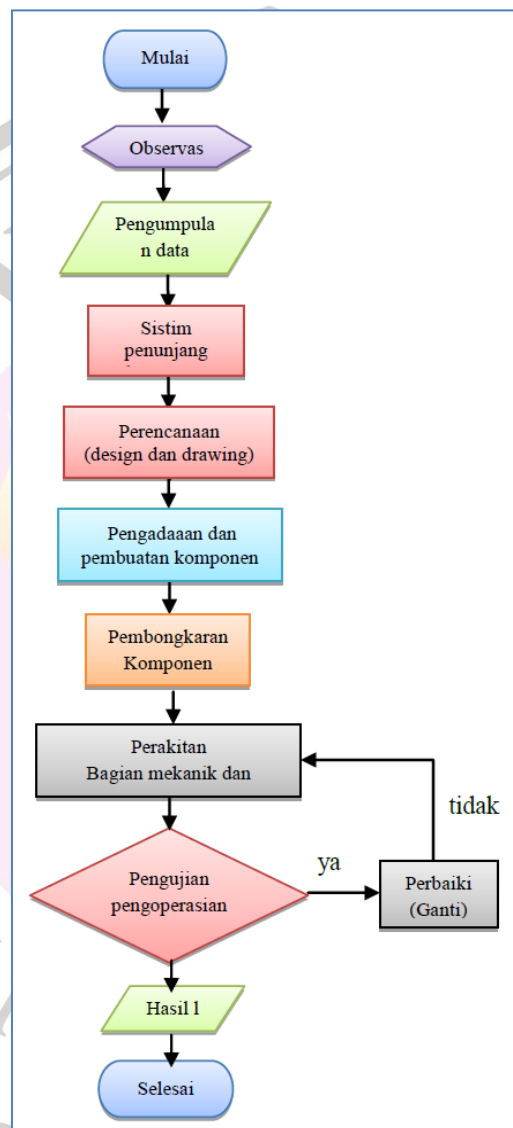 Mulai
Observas
Pengumpula
n data
Sistim
penunjang
Perencanaan
(design dan drawing)
Pengadaaan dan
pembuatan komponen
Pembongkaran
Komponen
Perakitan
Bagian mekanik dan
tidak
Pengujian
pengoperasian
ya
Perbaiki
(Ganti)
Hasil l
Selesai